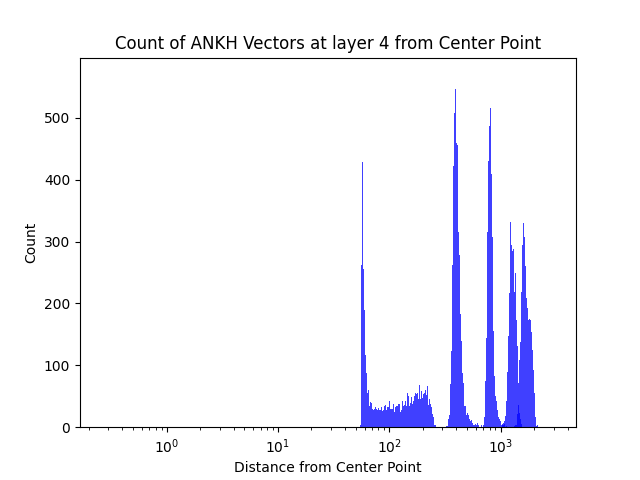 Count of ANKH Vectors at layer 4 from Center Point
Count
500
400
300
200
100
0
10⁰ 10¹ 10² 10³
Distance from Center Point